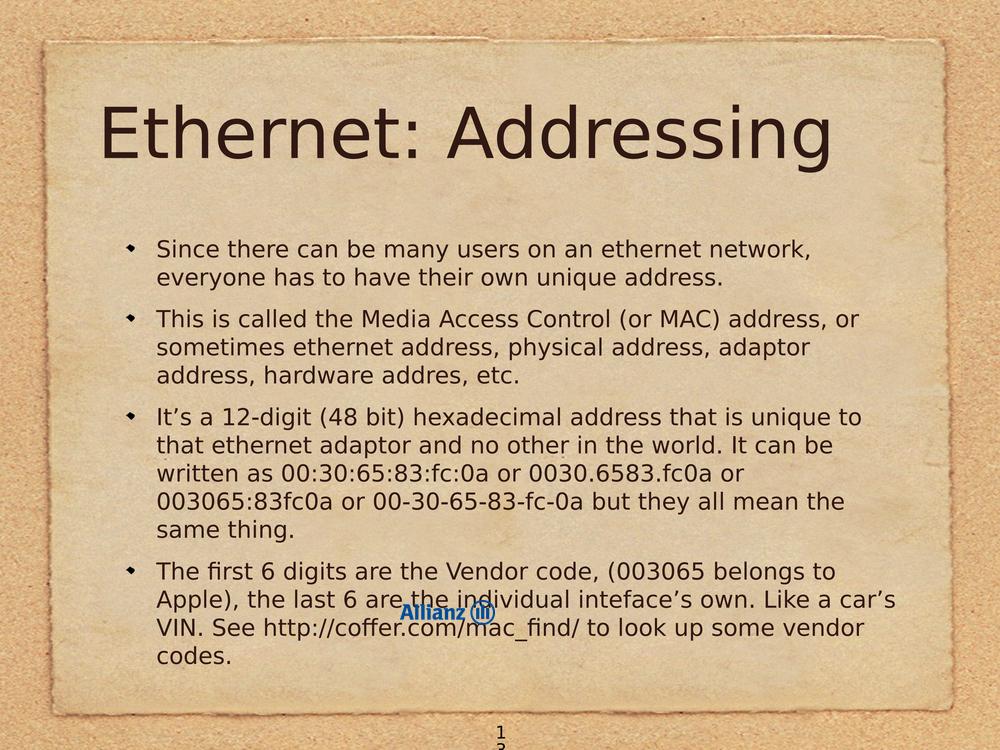 Ethernet: Addressing
Since there can be many users on an ethernet network,
everyone has to have their own unique address.
This is called the Media Access Control (or MAC) address, or
sometimes ethernet address, physical address, adaptor
address, hardware addres, etc.
It’s a 12-digit (48 bit) hexadecimal address that is unique to
that ethernet adaptor and no other in the world. It can be
written as 00:30:65:83:fc:0a or 0030.6583.fc0a or
003065:83fc0a or 00-30-65-83-fc-0a but they all mean the
same thing.
The first 6 digits are the Vendor code, (003065 belongs to
Apple), the last 6 are the individual inteface’s own. Like a car’s
Allianz
VIN. See http://coffer.com/mac_find/ to look up some vendor
codes.
1